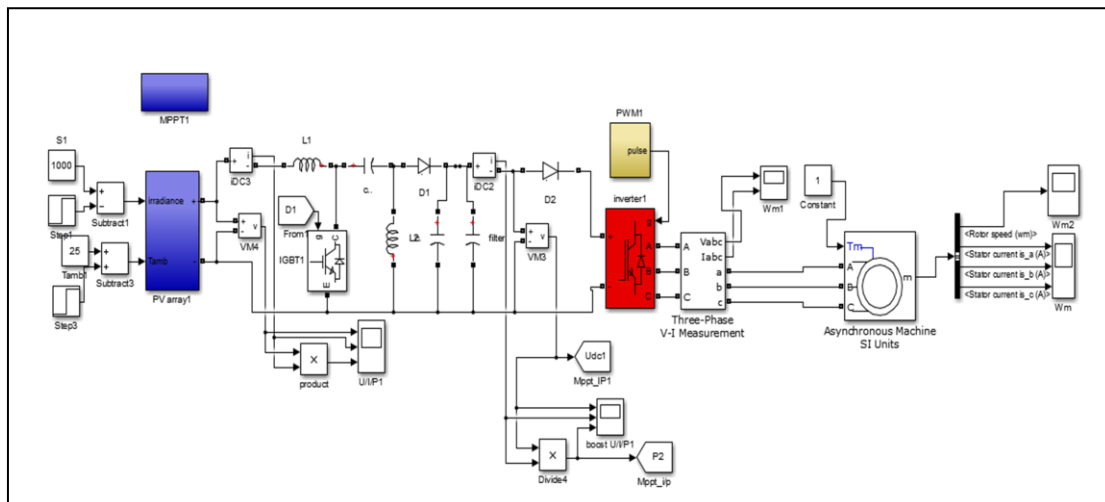 MPPT1
S1
1000
Step1
Subtract1
25
Tamb1
Subtract3
Step3
irradiance
Tamb
+
-
PV array1
+
-
v
VM4
+
-
i
iDC3
L1
D1
From1
g
C
E
IGBT1
D1
L2
+
-
i
iDC2
filter
+
-
v
VM3
D2
PWM1
pulse
inverter1
g
+
-
A
B
C
A
B
C
Vabc
Iabc
a
b
c
Three-Phase
V-I Measurement
Wm1
1
Constant
Tm
A
B
C
m
Asynchronous Machine
SI Units
<Rotor speed (wm)>
<Stator current is_a (A)>
<Stator current is_b (A)>
<Stator current is_c (A)>
Wm2
Wm
×
product
U/I/P1
Udc1
Mppt_IP1
boost U/I/P1
×
Divide4
P2
Mppt_i/p